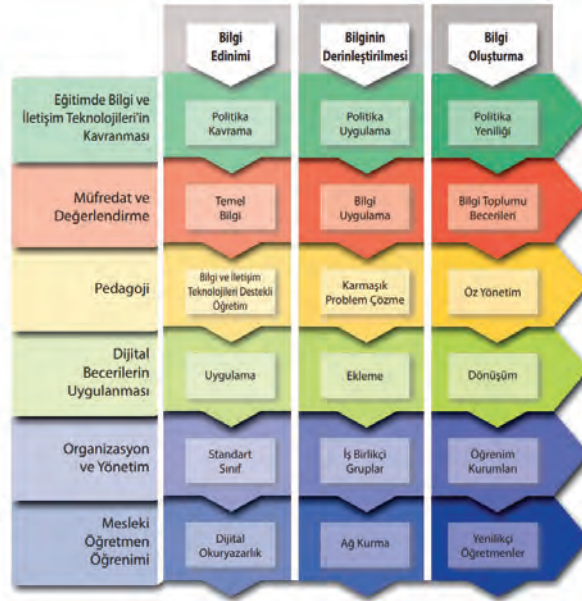 Bilgi
Edinimi
Bilginin
Derinleştirilmesi
Bilgi
Oluşturma
Eğitimde Bilgi ve
İletişim Teknolojileri'in
Kavranması
Politika
Kavrama
Politika
Uygulama
Politika
Yeniliği
Müfredat ve
Değerlendirme
Temel
Bilgi
Bilgi
Uygulama
Bilgi Toplumu
Becerileri
Pedagoji
Bilgi ve İletişim
Teknolojileri Destekli
Öğretim
Karmaşık
Problem Çözme
Öz Yönetim
Dijital
Becerilerin
Uygulanması
Uygulama
Ekleme
Dönüşüm
Organizasyon
ve Yönetim
Standart
Sınıf
İş Birlikçi
Gruplar
Öğrenim
Kurumları
Mesleki
Öğretmen
Öğrenimi
Dijital
Okuryazarlık
Ağ Kurma
Yenilikçi
Öğretmenler